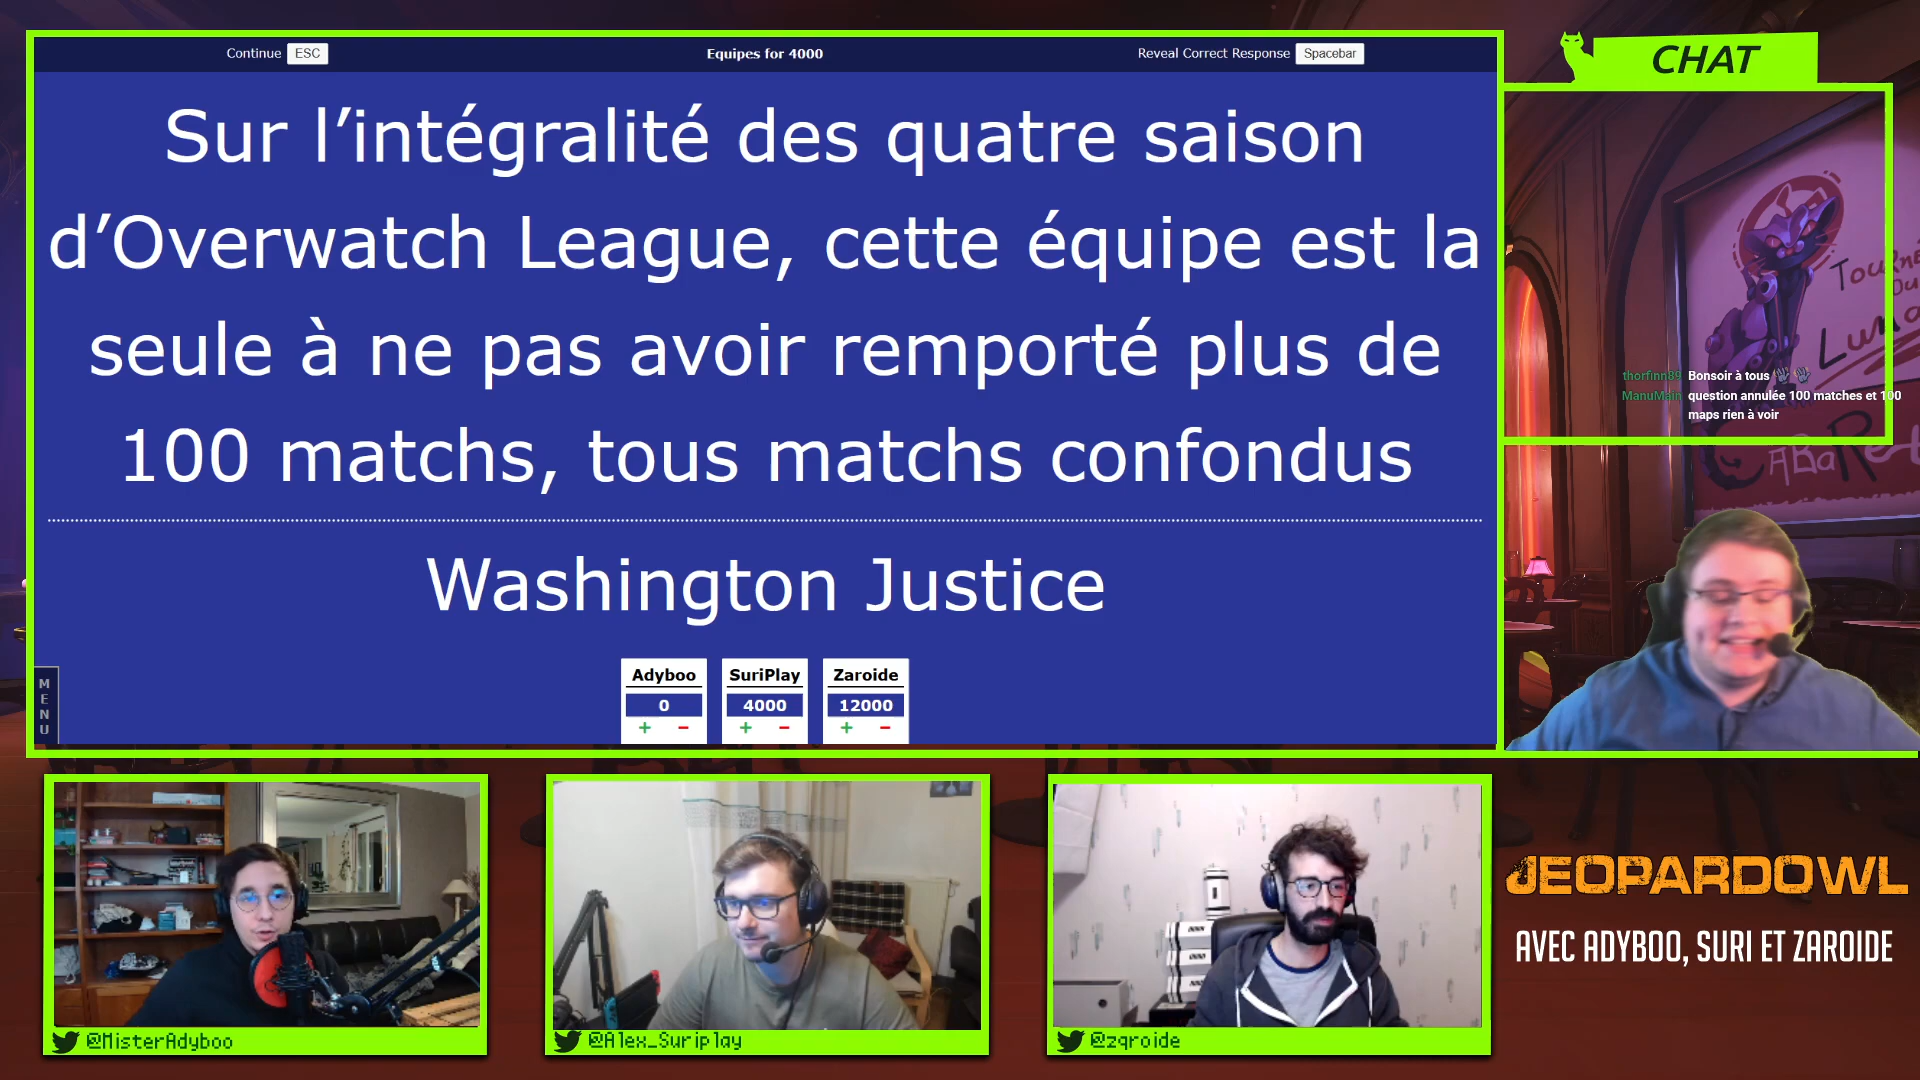 Continue ESC
Equipes for 4000
Reveal Correct Response Spacebar
Sur l’intégralité des quatre saison
d’Overwatch League, cette équipe est la
seule à ne pas avoir remporté plus de
100 matchs, tous matchs confondus
Washington Justice
MENU
Adyboo
0
+ −
SuriPlay
4000
+ −
Zaroide
12000
+ −
CHAT
thorfinn89 Bonsoir à tous
ManuMain question annulée 100 matches et 100
maps rien à voir
CABaRet
@MisterAdyboo
@Alex_Suriplay
@zqroide
JEOPARDOWL
AVEC ADYBOO, SURI ET ZAROIDE